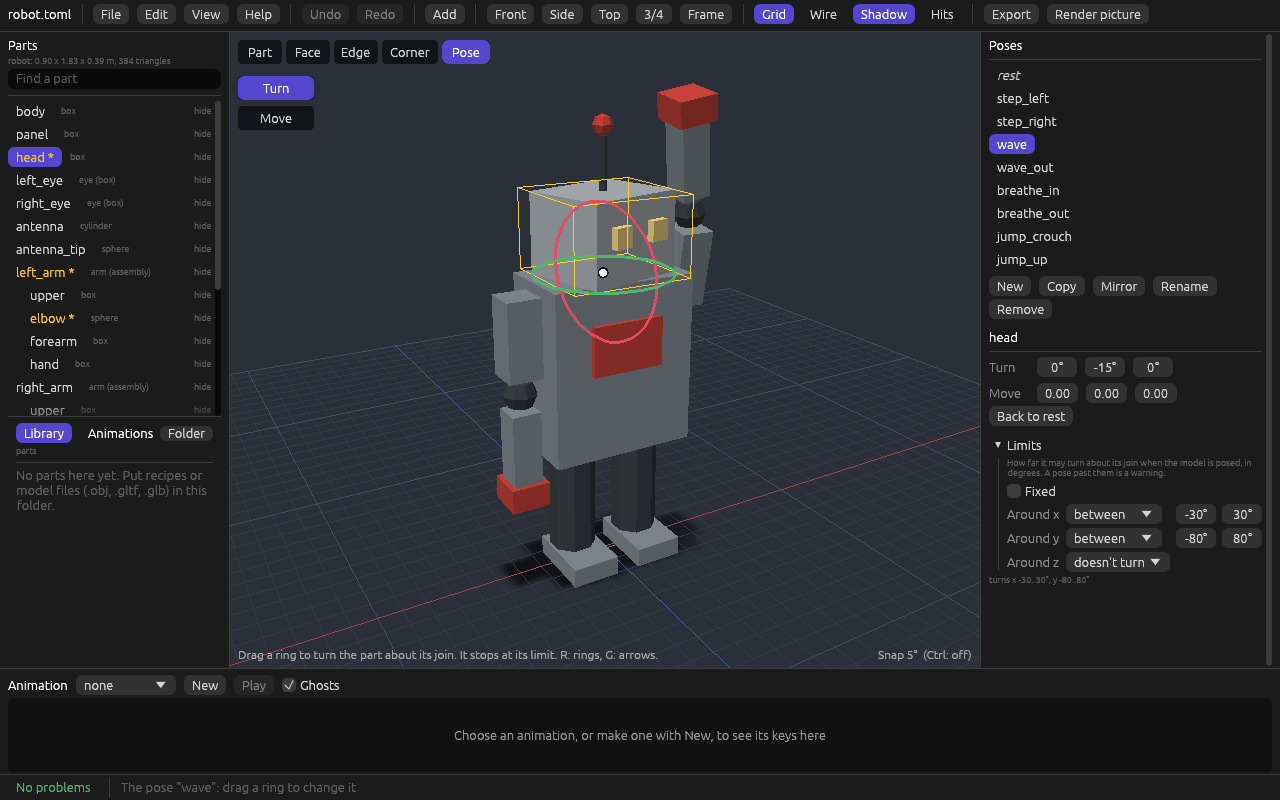 robot.toml File Edit View Help Undo Redo Add Front Side Top 3/4 Frame Grid Wire Shadow Hits Export Render picture
Parts
robot: 0.90 x 1.83 x 0.39 m, 384 triangles
Find a part
body box hide
panel box hide
head * box hide
left_eye eye (box) hide
right_eye eye (box) hide
antenna cylinder hide
antenna_tip sphere hide
left_arm * arm (assembly) hide
upper box hide
elbow * sphere hide
forearm box hide
hand box hide
right_arm arm (assembly) hide
upper box hide
Library Animations Folder
parts
No parts here yet. Put recipes or
model files (.obj, .gltf, .glb) in this
folder.
Part Face Edge Corner Pose
Turn
Move
Drag a ring to turn the part about its join. It stops at its limit. R: rings, G: arrows.
Snap 5° (Ctrl: off)
Poses
rest
step_left
step_right
wave
wave_out
breathe_in
breathe_out
jump_crouch
jump_up
New Copy Mirror Rename
Remove
head
Turn 0° -15° 0°
Move 0.00 0.00 0.00
Back to rest
Limits
How far it may turn about its join when the model is posed, in
degrees. A pose past them is a warning.
Fixed
Around x between -30° 30°
Around y between -80° 80°
Around z doesn't turn
turns x -30..30°, y -80..80°
Animation none New Play Ghosts
Choose an animation, or make one with New, to see its keys here
No problems The pose "wave": drag a ring to change it